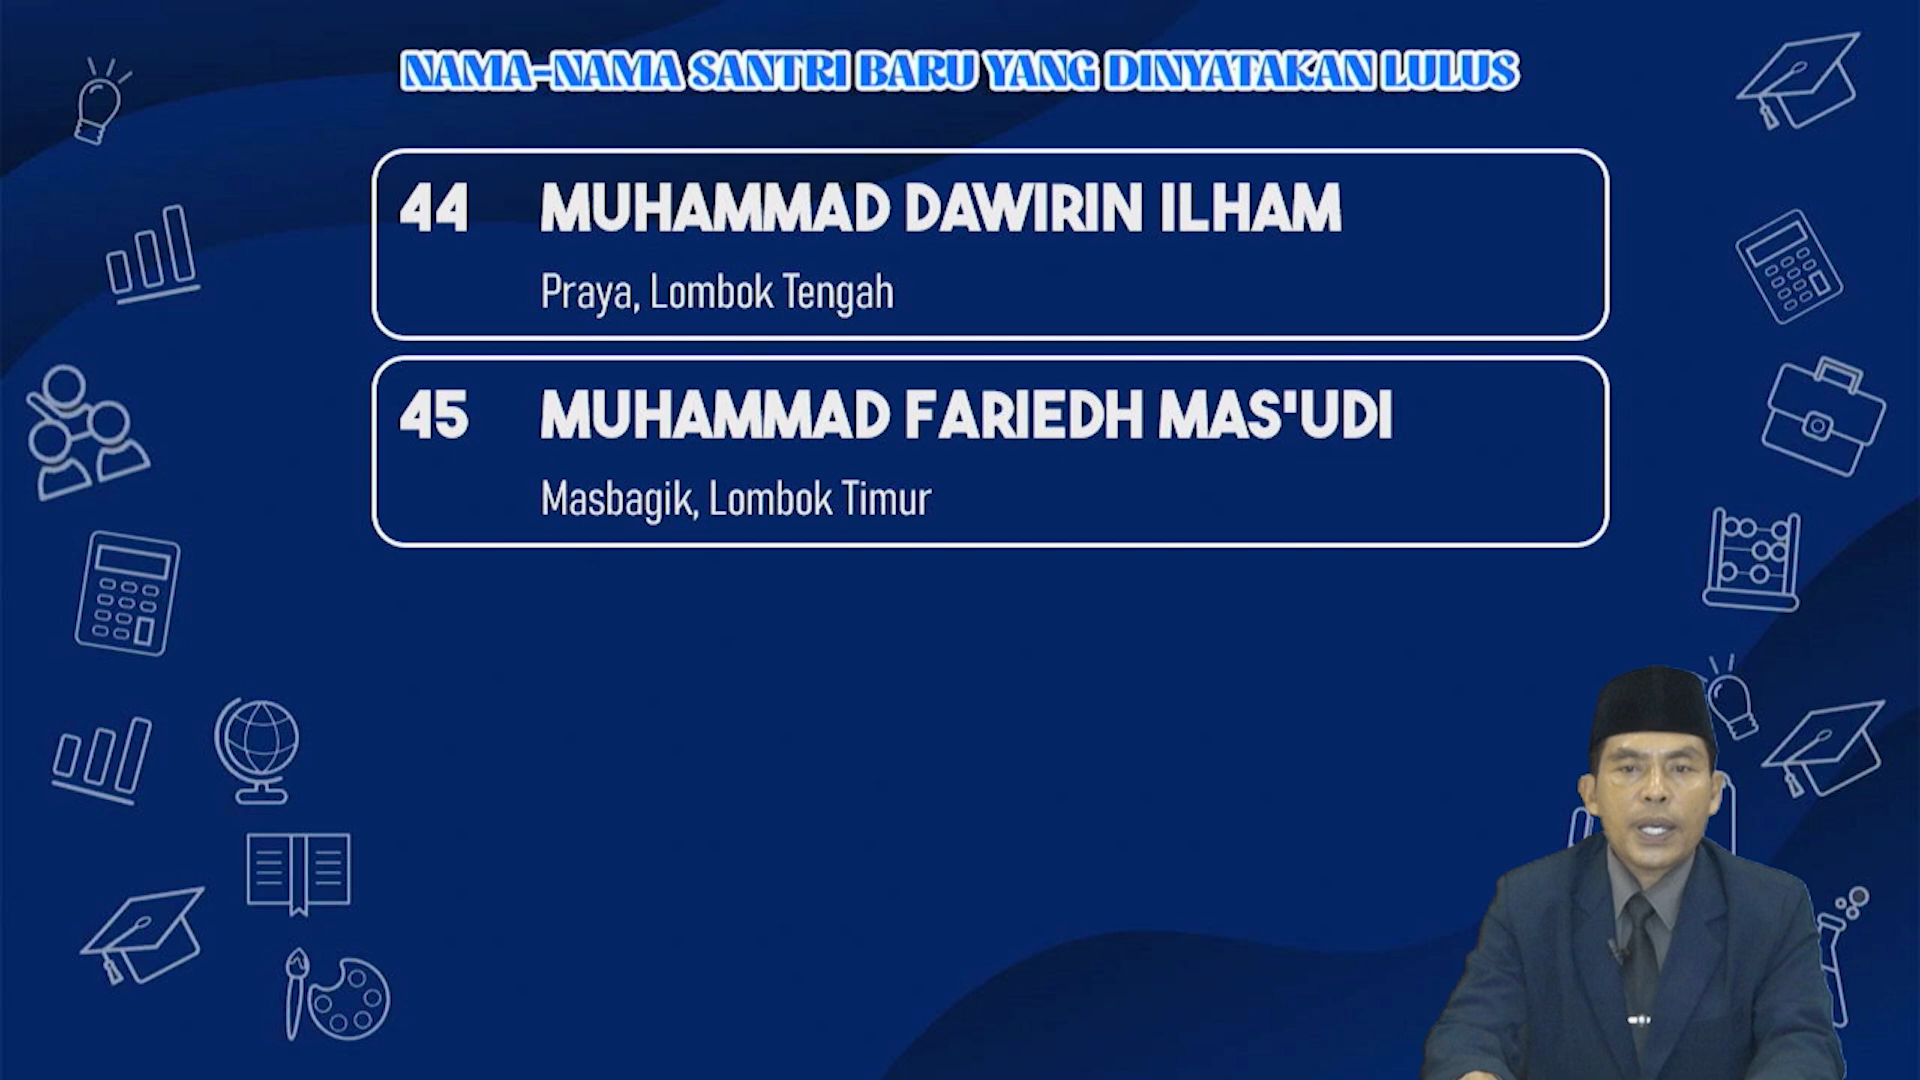 NAMA-NAMA SANTRI BARU YANG DINYATAKAN LULUS
44 MUHAMMAD DAWIRIN ILHAM
Praya, Lombok Tengah
45 MUHAMMAD FARIEDH MAS'UDI
Masbagik, Lombok Timur